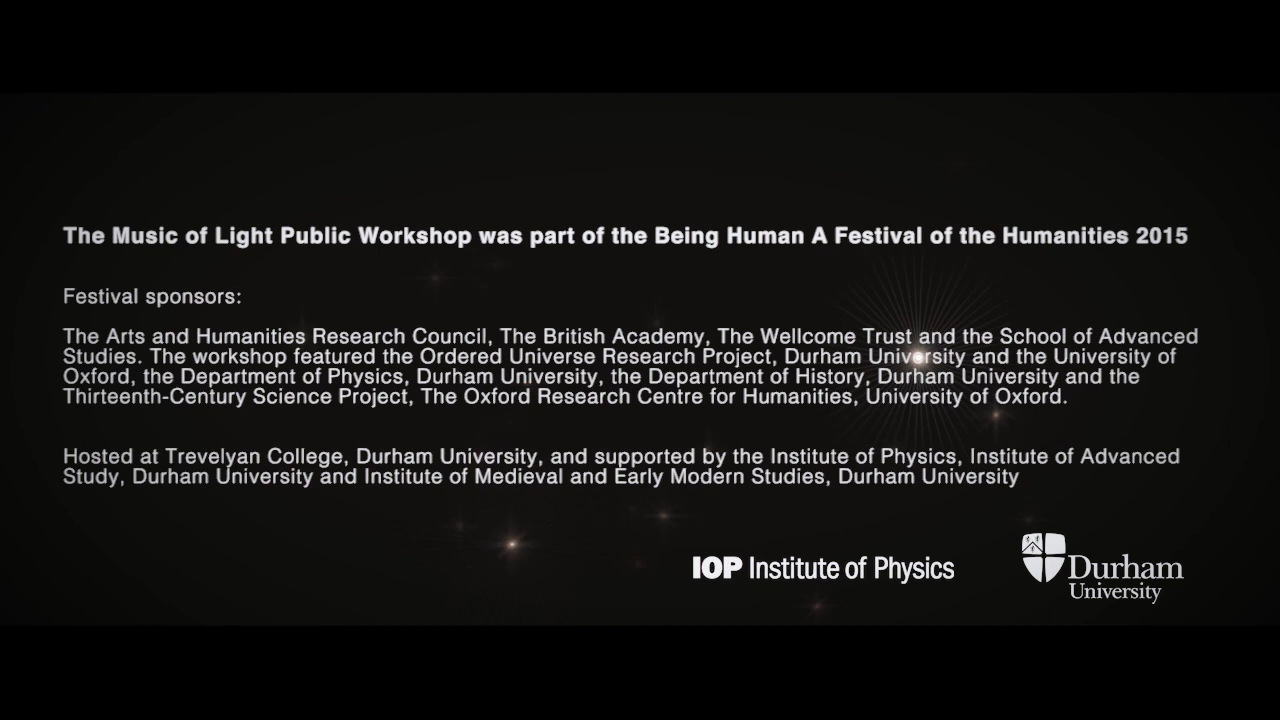 The Music of Light Public Workshop was part of the Being Human A Festival of the Humanities 2015
Festival sponsors:
The Arts and Humanities Research Council, The British Academy, The Wellcome Trust and the School of Advanced
Studies. The workshop featured the Ordered Universe Research Project, Durham University and the University of
Oxford, the Department of Physics, Durham University, the Department of History, Durham University and the
Thirteenth-Century Science Project, The Oxford Research Centre for Humanities, University of Oxford.
Hosted at Trevelyan College, Durham University, and supported by the Institute of Physics, Institute of Advanced
Study, Durham University and Institute of Medieval and Early Modern Studies, Durham University
IOP Institute of Physics
Durham
University